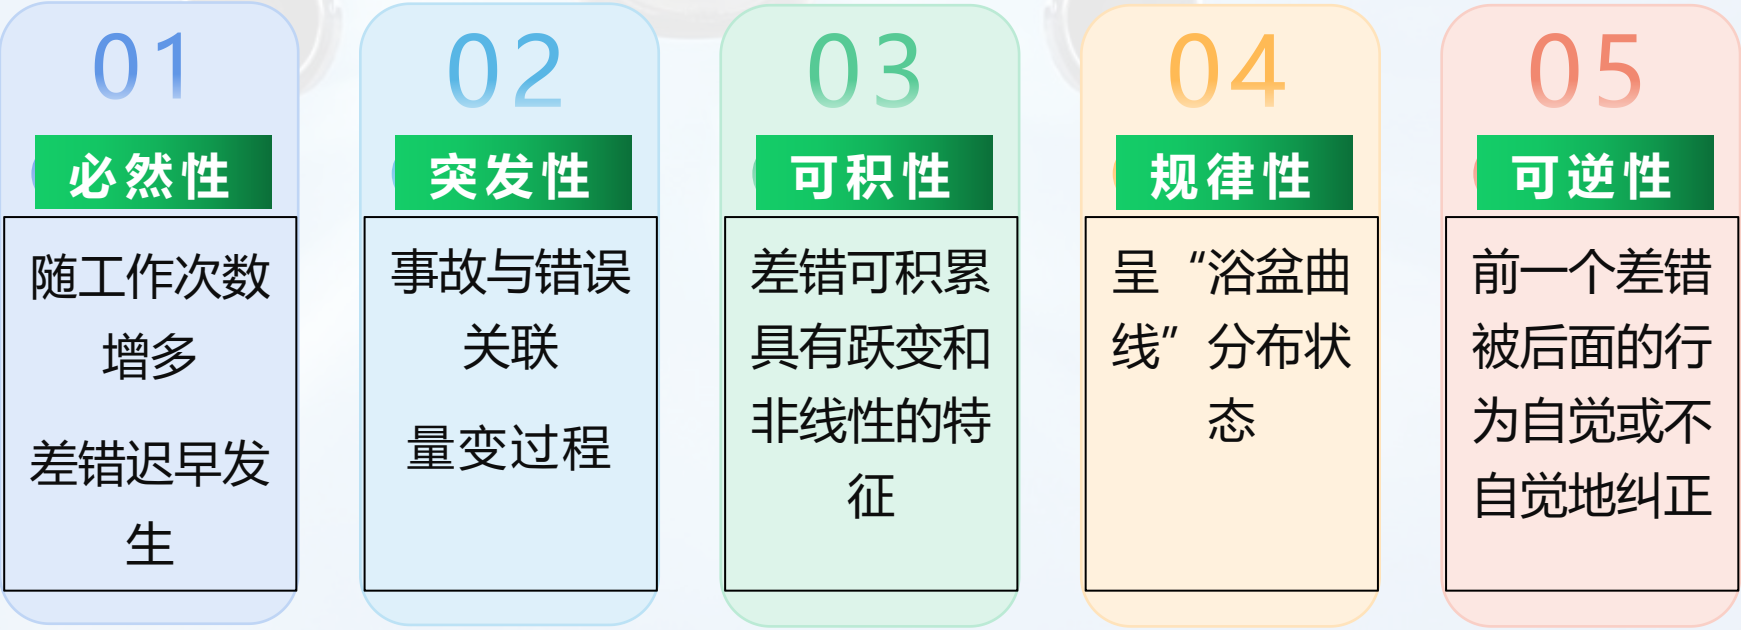 01
必然性
随工作次数
增多
差错迟早发
生
02
突发性
事故与错误
关联
量变过程
03
可积性
差错可积累
具有跃变和
非线性的特
征
04
规律性
呈“浴盆曲
线”分布状
态
05
可逆性
前一个差错
被后面的行
为自觉或不
自觉地纠正